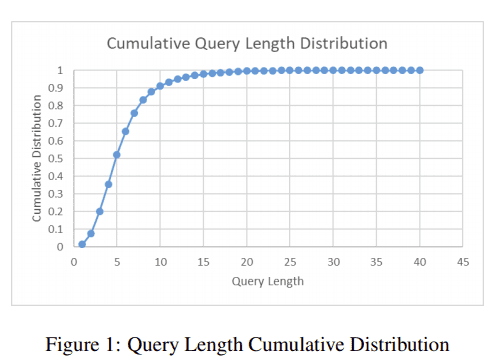 Cumulative Query Length Distribution
1
0.9
0.8
0.7
0.6
0.5
0.4
0.3
0.2
0.1
0
Cumulative Distribution
0 5 10 15 20 25 30 35 40 45
Query Length
Figure 1: Query Length Cumulative Distribution